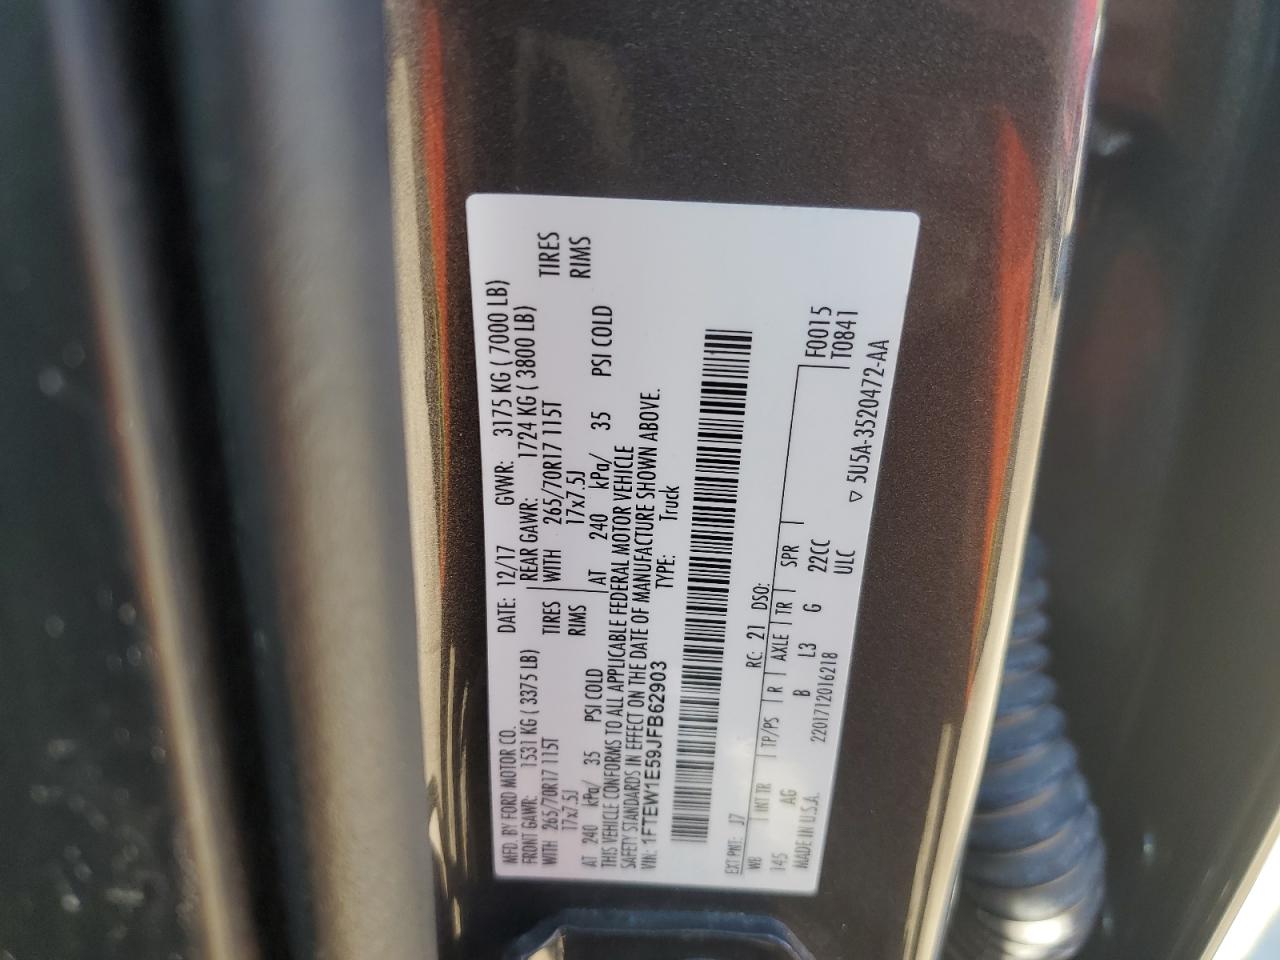 MFD. BY FORD MOTOR CO.
DATE: 12/17 GVWR: 3175 KG ( 7000 LB)
FRONT GAWR: 1531 KG ( 3375 LB) REAR GAWR: 1724 KG ( 3800 LB)
WITH 265/70R17 115T TIRES WITH 265/70R17 115T TIRES
17x7.5J RIMS 17x7.5J RIMS
AT 240 kPa/ 35 PSI COLD AT 240 kPa/ 35 PSI COLD
THIS VEHICLE CONFORMS TO ALL APPLICABLE FEDERAL MOTOR VEHICLE
SAFETY STANDARDS IN EFFECT ON THE DATE OF MANUFACTURE SHOWN ABOVE.
VIN: 1FTEW1E59JFB62903 TYPE: Truck
EXT PNT: J7 RC: 21 DSO:
WB INT TR TP/PS R AXLE TR SPR F0015
145 AG B L3 G 22CC T0841
MADE IN U.S.A. 2201712016218 ULC
▽ 5U5A-3520472-AA